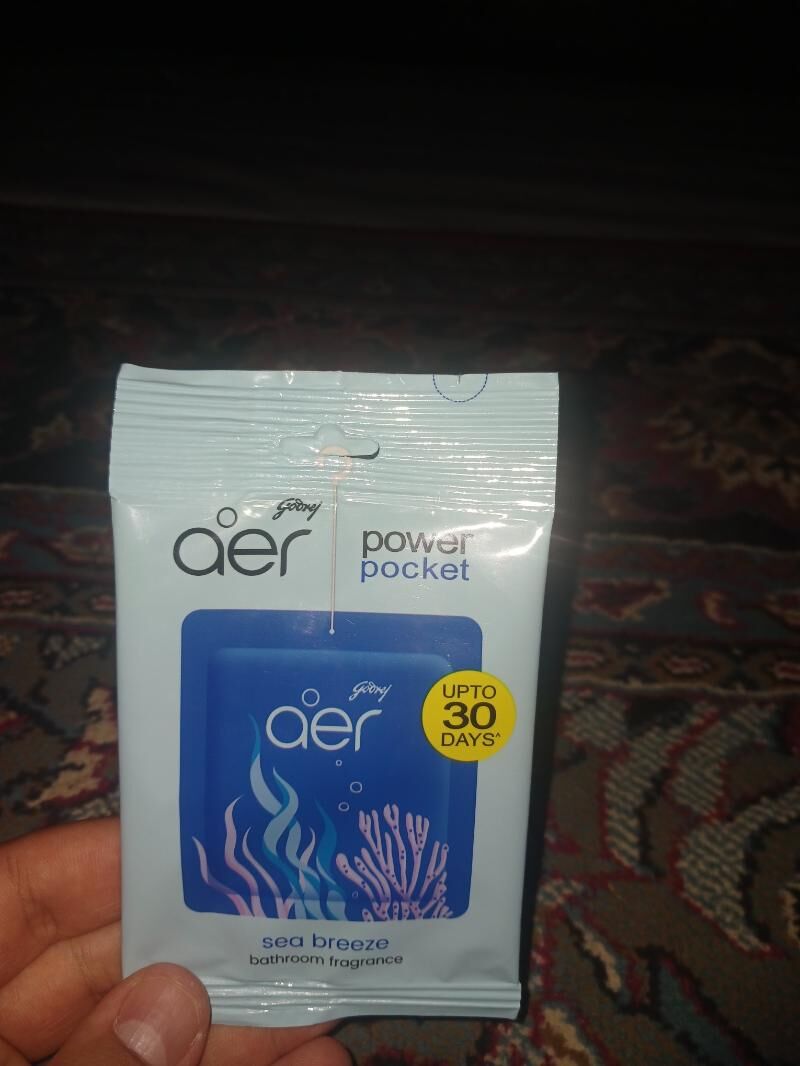 Godrej
aer
power
pocket
Godrej
aer
UPTO
30
DAYS^
sea breeze
bathroom fragrance